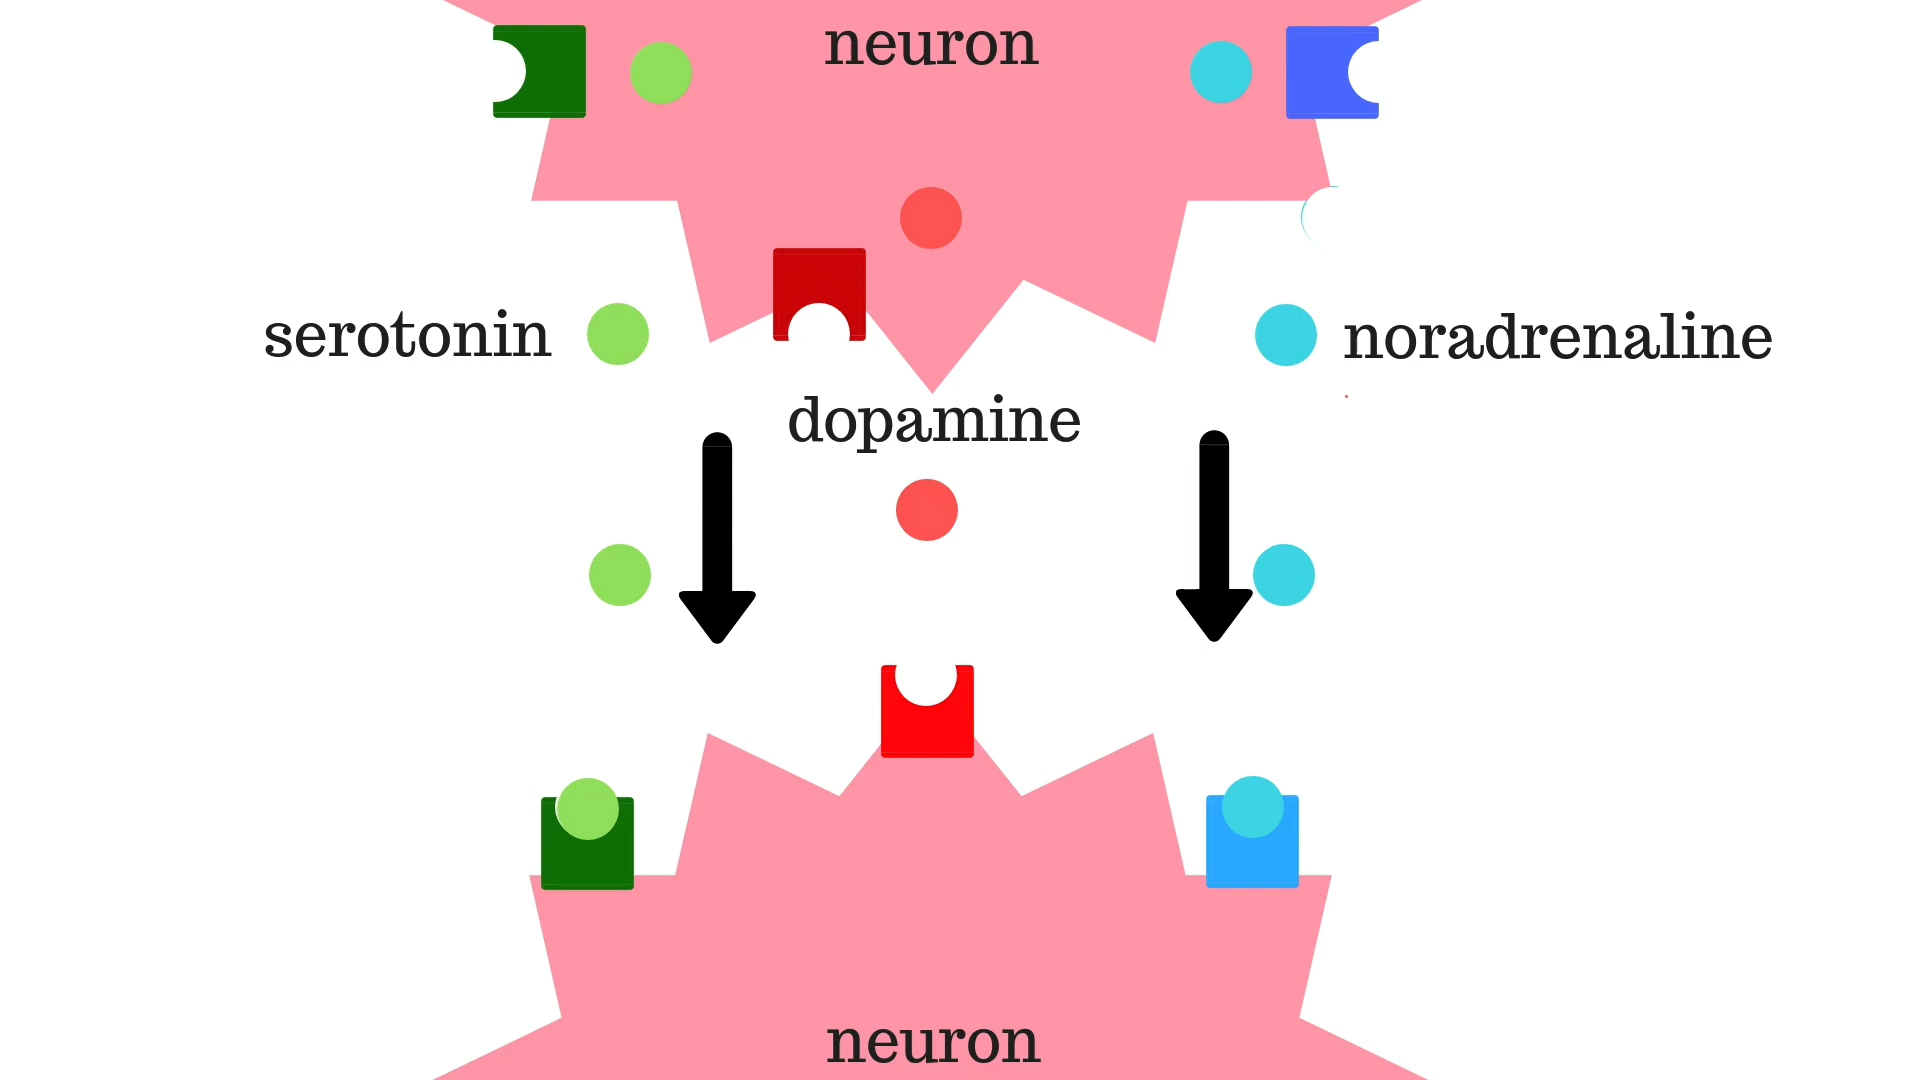 neuron
serotonin
noradrenaline
dopamine
neuron